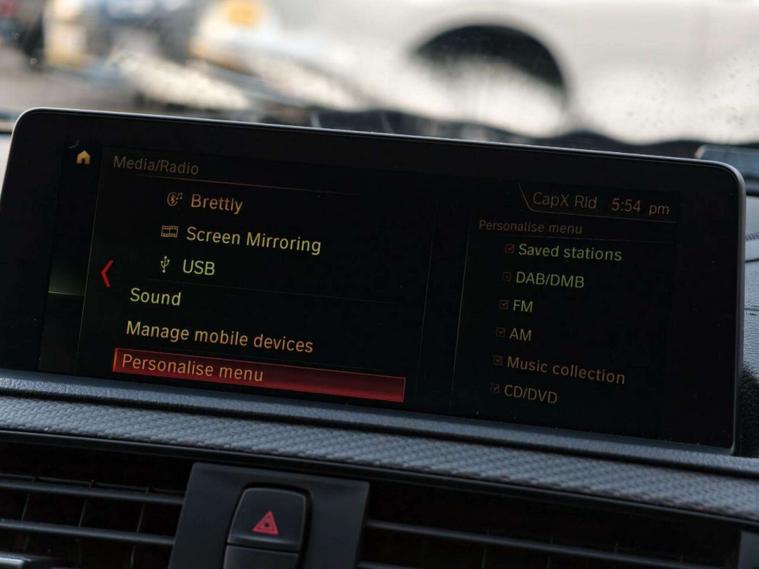 Media/Radio
Brettly
Screen Mirroring
USB
Sound
Manage mobile devices
Personalise menu
CapX Rld 5:54 pm
Personalise menu
Saved stations
DAB/DMB
FM
AM
Music collection
CD/DVD